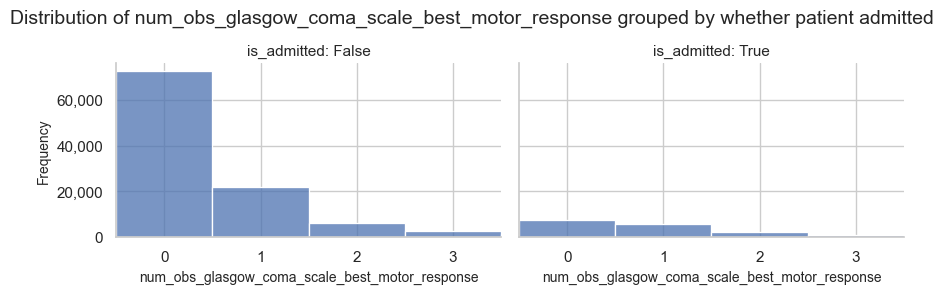 Distribution of num_obs_glasgow_coma_scale_best_motor_response grouped by whether patient admitted
is_admitted: False
is_admitted: True
Frequency
60,000
40,000
20,000
0
0 1 2 3
0 1 2 3
num_obs_glasgow_coma_scale_best_motor_response
num_obs_glasgow_coma_scale_best_motor_response